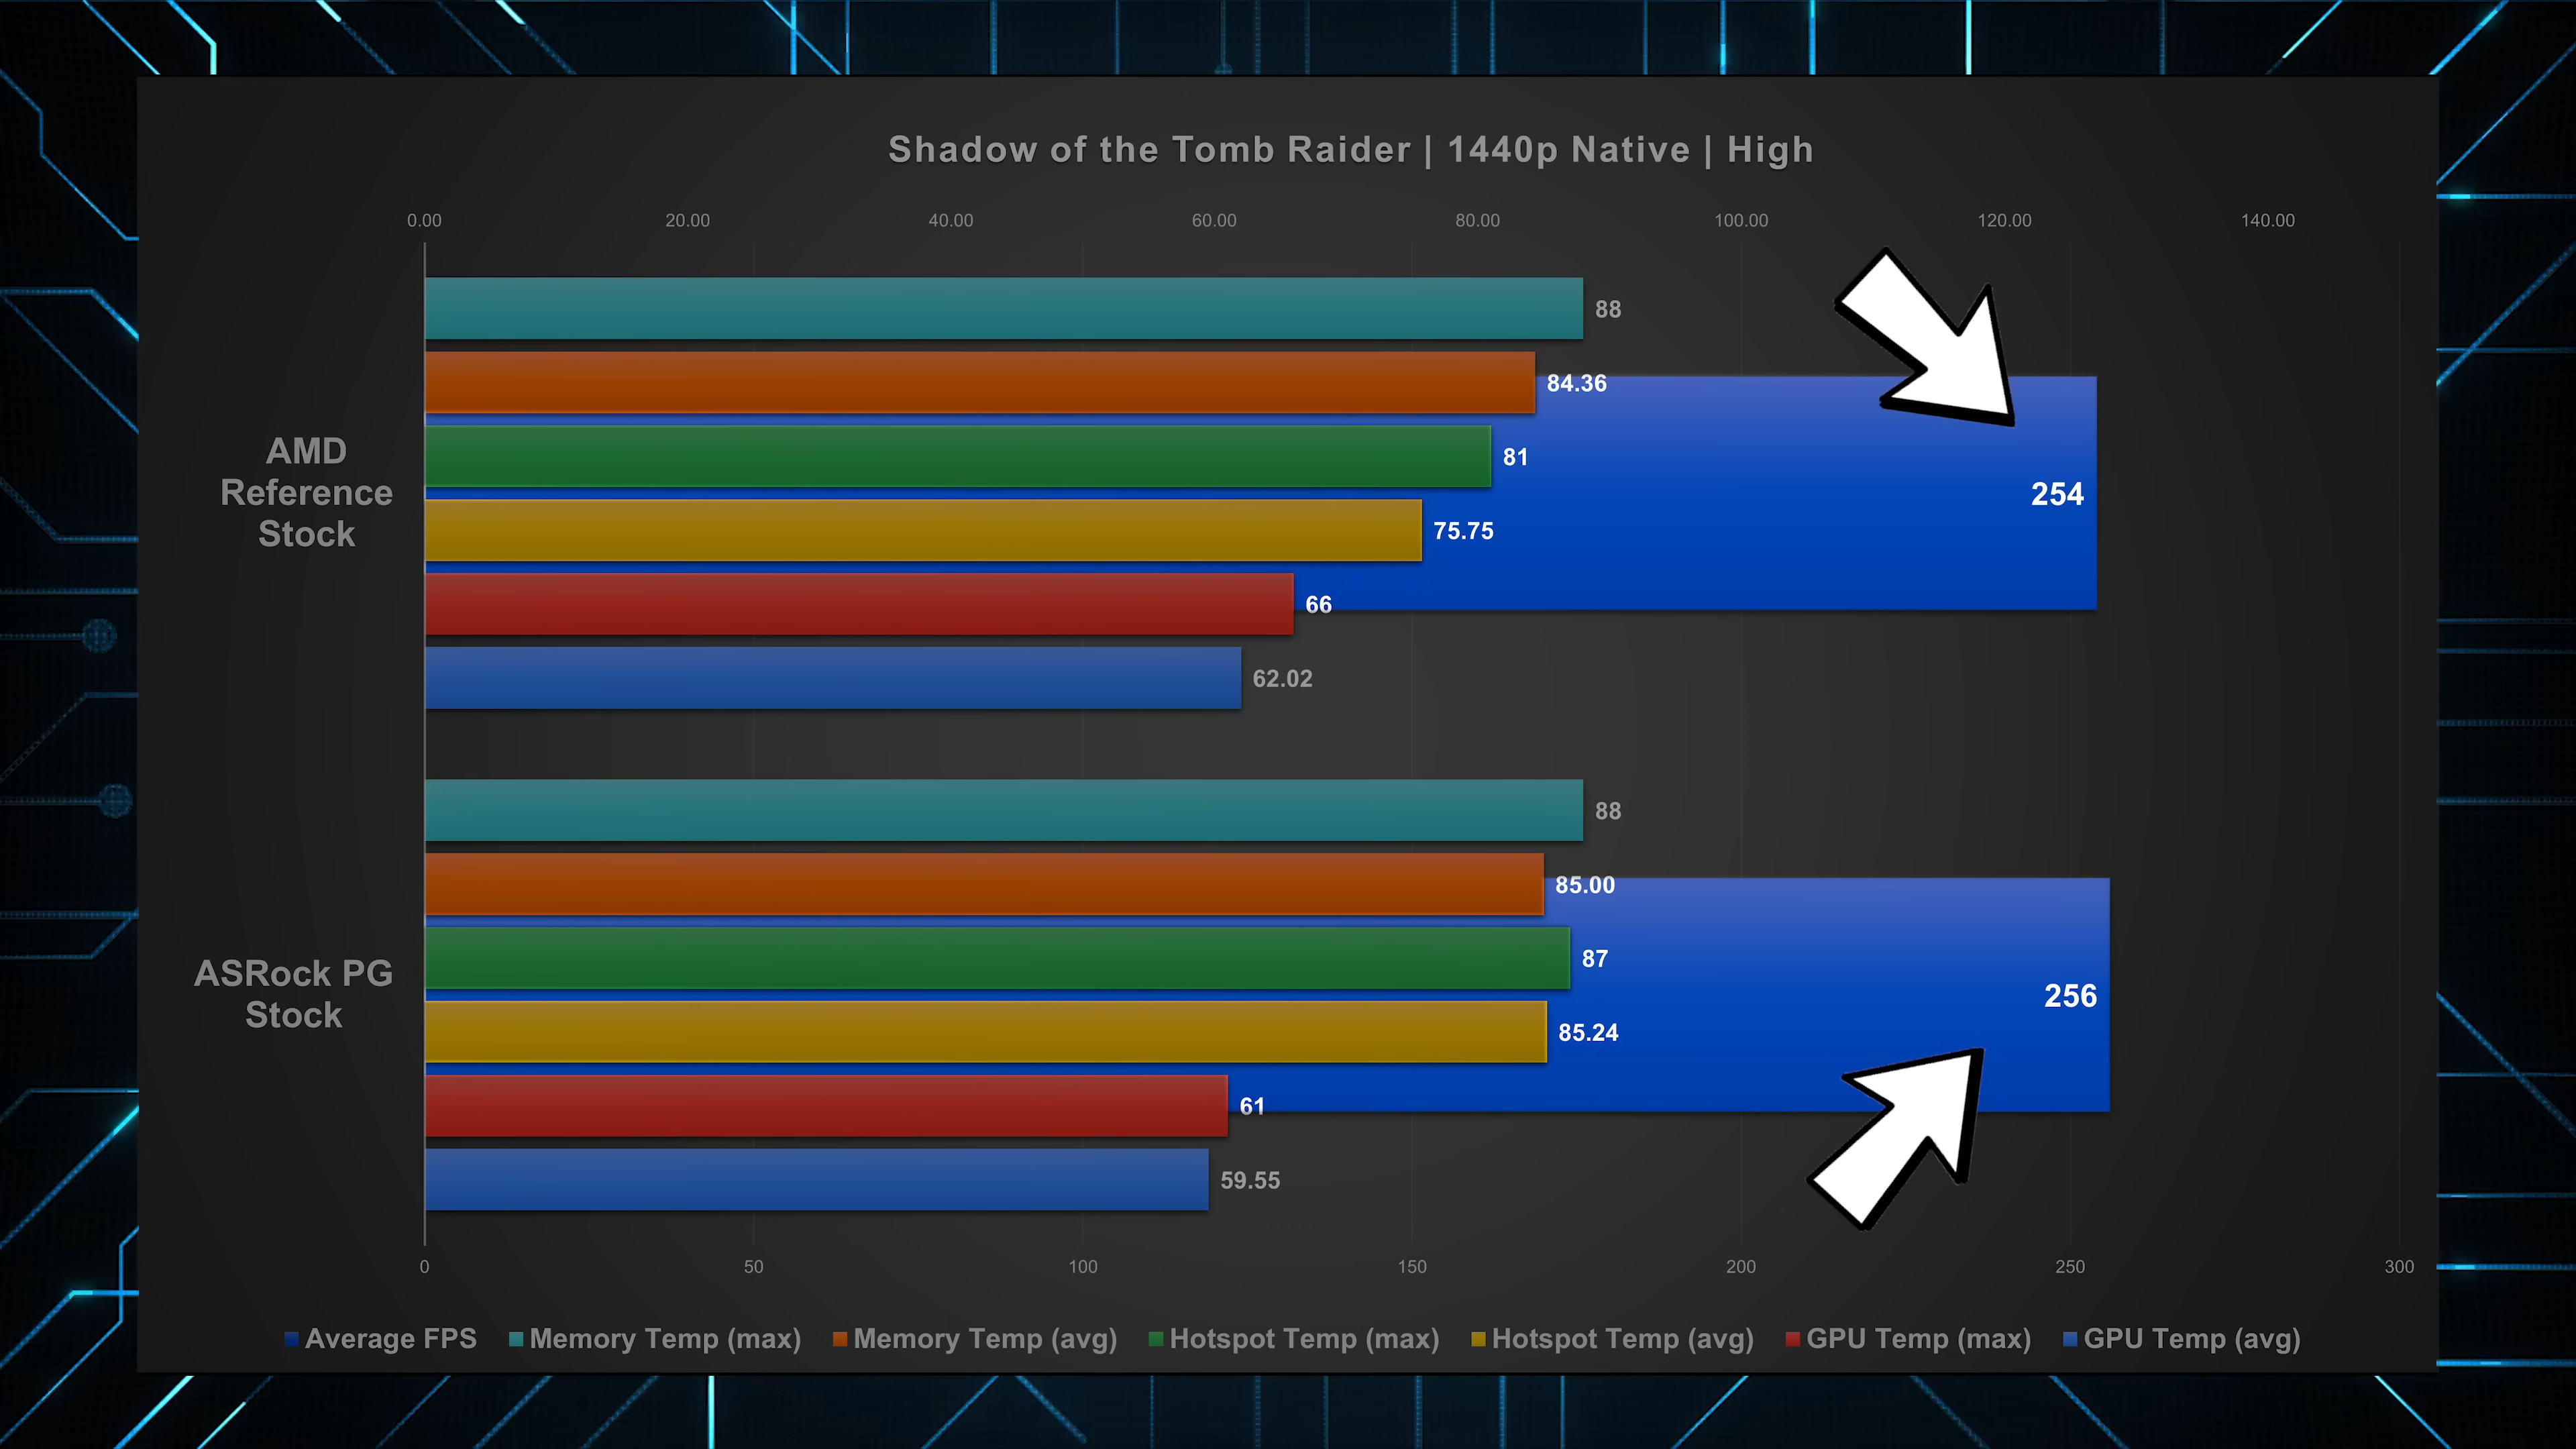 Shadow of the Tomb Raider | 1440p Native | High
0.00 20.00 40.00 60.00 80.00 100.00 120.00 140.00
88
84.36
81
254
75.75
66
62.02
AMD
Reference
Stock
88
85.00
87
256
85.24
61
59.55
ASRock PG
Stock
0 50 100 150 200 250 300
Average FPS Memory Temp (max) Memory Temp (avg) Hotspot Temp (max) Hotspot Temp (avg) GPU Temp (max) GPU Temp (avg)